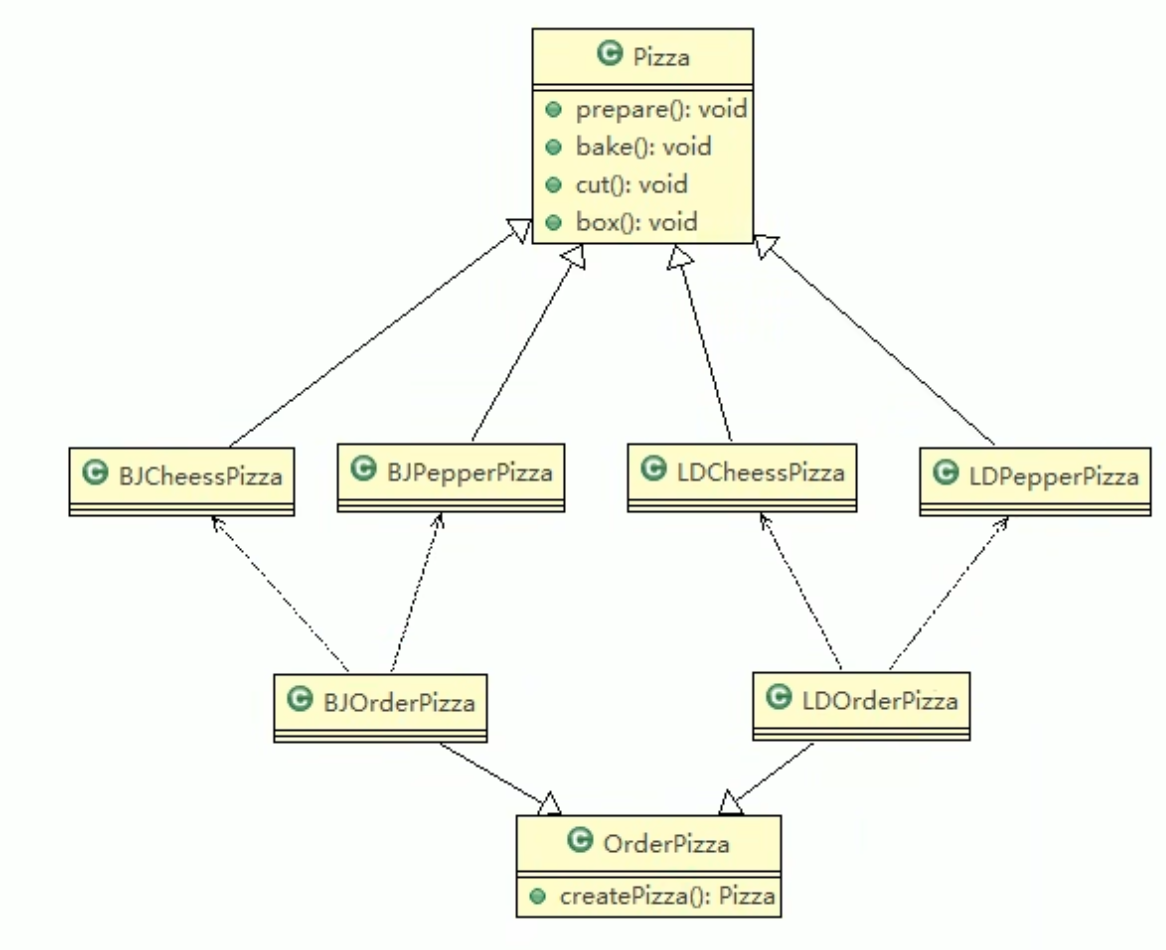 Pizza
prepare(): void
bake(): void
cut(): void
box(): void
BJCheessPizza
BJPepperPizza
LDCheessPizza
LDPepperPizza
BJOrderPizza
LDOrderPizza
OrderPizza
createPizza(): Pizza